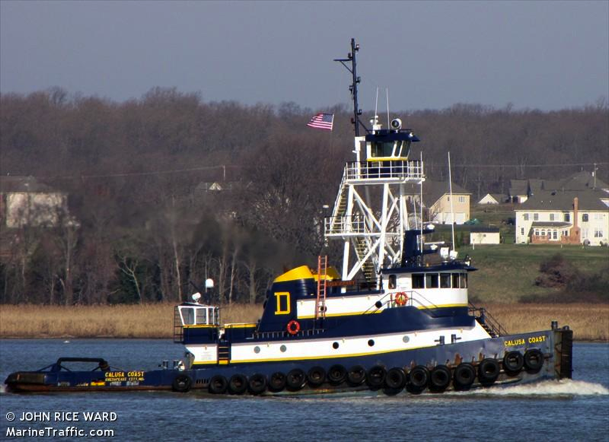 D
CALUSA COAST
CALUSA COAST
© JOHN RICE WARD
MarineTraffic.com